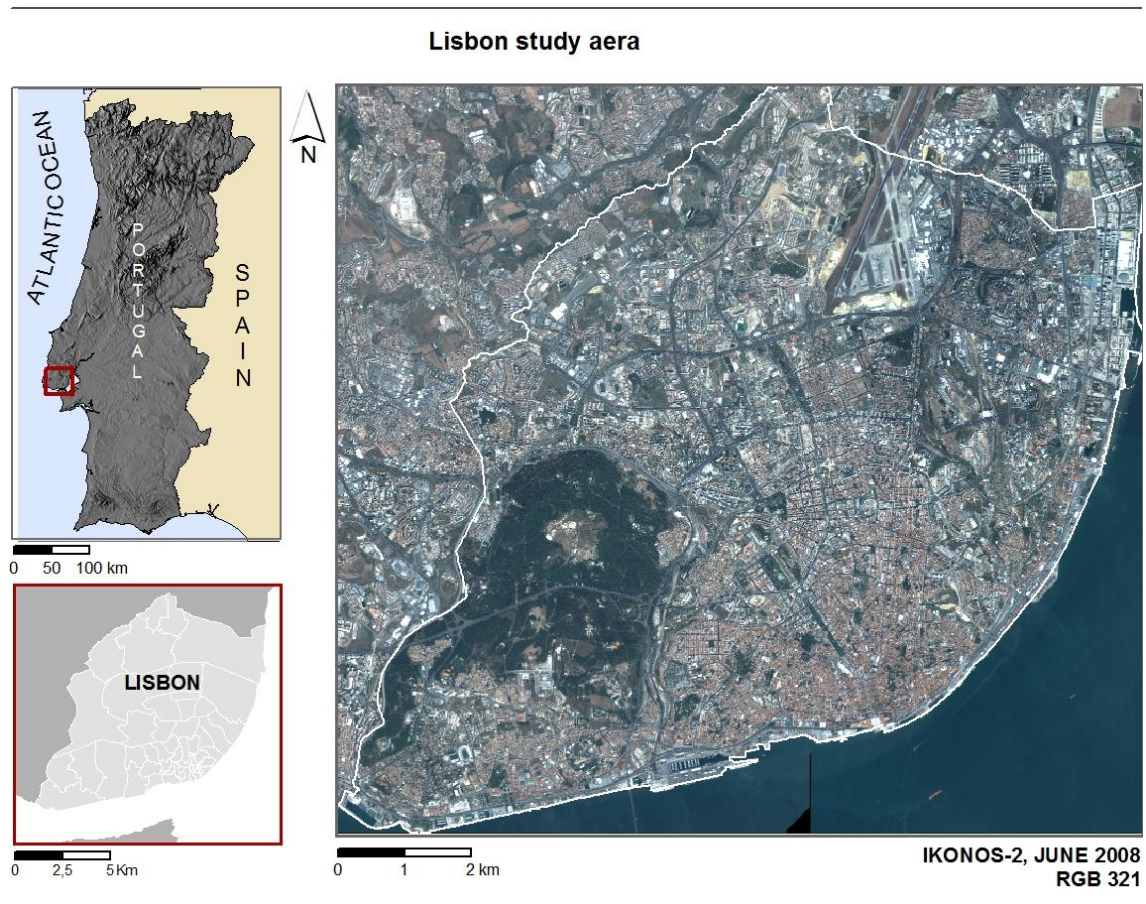 Lisbon study aera
ATLANTIC OCEAN
PORTUGAL
SPAIN
N
0 50 100 km
LISBON
0 2,5 5 Km
0 1 2 km
IKONOS-2, JUNE 2008
RGB 321